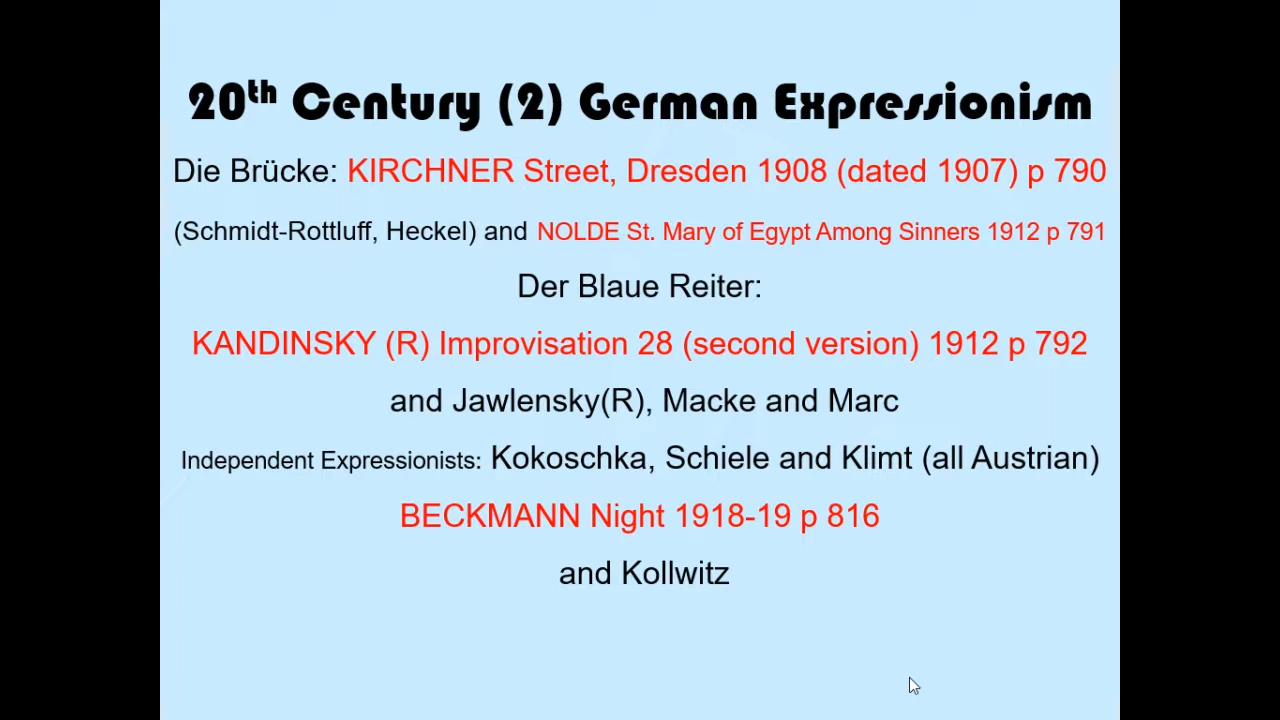 20th Century (2) German Expressionism
Die Brücke: KIRCHNER Street, Dresden 1908 (dated 1907) p 790
(Schmidt-Rottluff, Heckel) and NOLDE St. Mary of Egypt Among Sinners 1912 p 791
Der Blaue Reiter:
KANDINSKY (R) Improvisation 28 (second version) 1912 p 792
and Jawlensky(R), Macke and Marc
Independent Expressionists: Kokoschka, Schiele and Klimt (all Austrian)
BECKMANN Night 1918-19 p 816
and Kollwitz